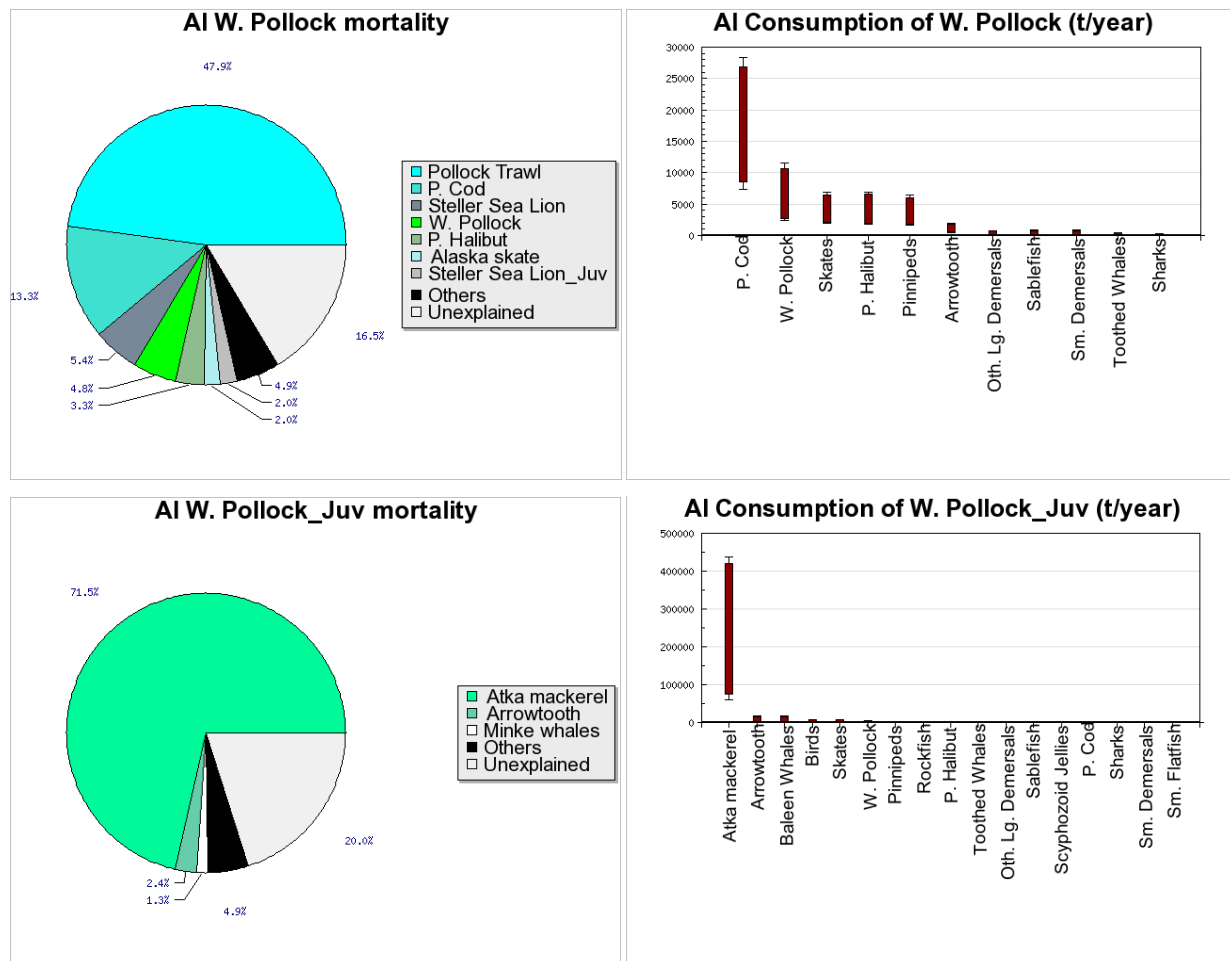 AI W. Pollock mortality
47.9%
13.3%
5.4%
4.8%
3.3%
2.0%
2.0%
4.9%
16.5%
Pollock Trawl
P. Cod
Steller Sea Lion
W. Pollock
P. Halibut
Alaska skate
Steller Sea Lion_Juv
Others
Unexplained
AI Consumption of W. Pollock (t/year)
30000
25000
20000
15000
10000
5000
0
P. Cod
W. Pollock
Skates
P. Halibut
Pinnipeds
Arrowtooth
Oth. Lg. Demersals
Sablefish
Sm. Demersals
Toothed Whales
Sharks
AI W. Pollock_Juv mortality
71.5%
2.4%
1.3%
4.9%
20.0%
Atka mackerel
Arrowtooth
Minke whales
Others
Unexplained
AI Consumption of W. Pollock_Juv (t/year)
500000
400000
300000
200000
100000
0
Atka mackerel
Arrowtooth
Baleen Whales
Birds
Skates
W. Pollock
Pinnipeds
Rockfish
P. Halibut
Toothed Whales
Oth. Lg. Demersals
Sablefish
Scyphozoid Jellies
P. Cod
Sharks
Sm. Demersals
Sm. Flatfish